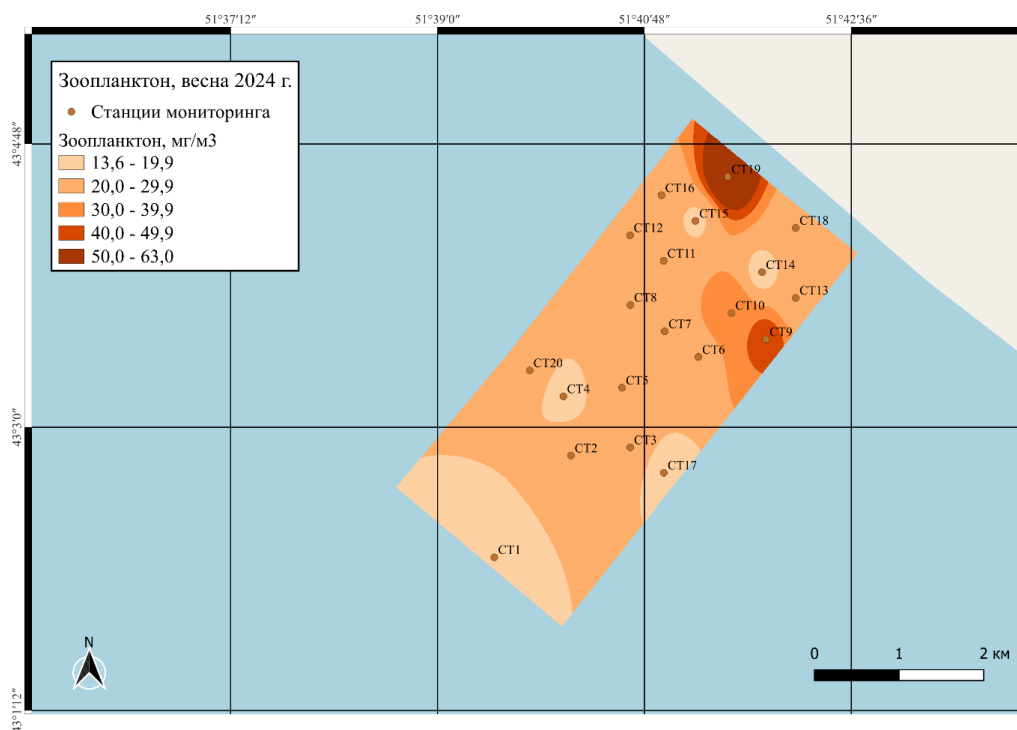 51°37′12″ 51°39′0″ 51°40′48″ 51°42′36″
Зоопланктон, весна 2024 г.
Станции мониторинга
Зоопланктон, мг/м3
13,6 - 19,9
20,0 - 29,9
30,0 - 39,9
40,0 - 49,9
50,0 - 63,0
43°4′48″
СТ19
СТ16
СТ15
СТ18
СТ12
СТ11
СТ14
СТ13
СТ8
СТ10
СТ7
СТ9
СТ6
СТ20
СТ5
СТ4
43°3′0″
СТ3
СТ2
СТ17
СТ1
N
0 1 2 км
43°1′12″